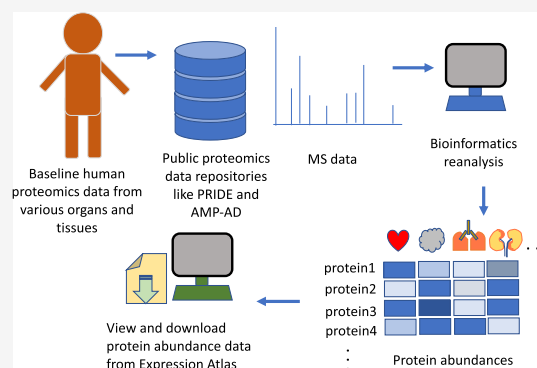 Baseline human
proteomics data from
various organs and
tissues
Public proteomics
data repositories
like PRIDE and
AMP-AD
MS data
Bioinformatics
reanalysis
protein1
protein2
protein3
protein4
Protein abundances
View and download
protein abundance data
from Expression Atlas